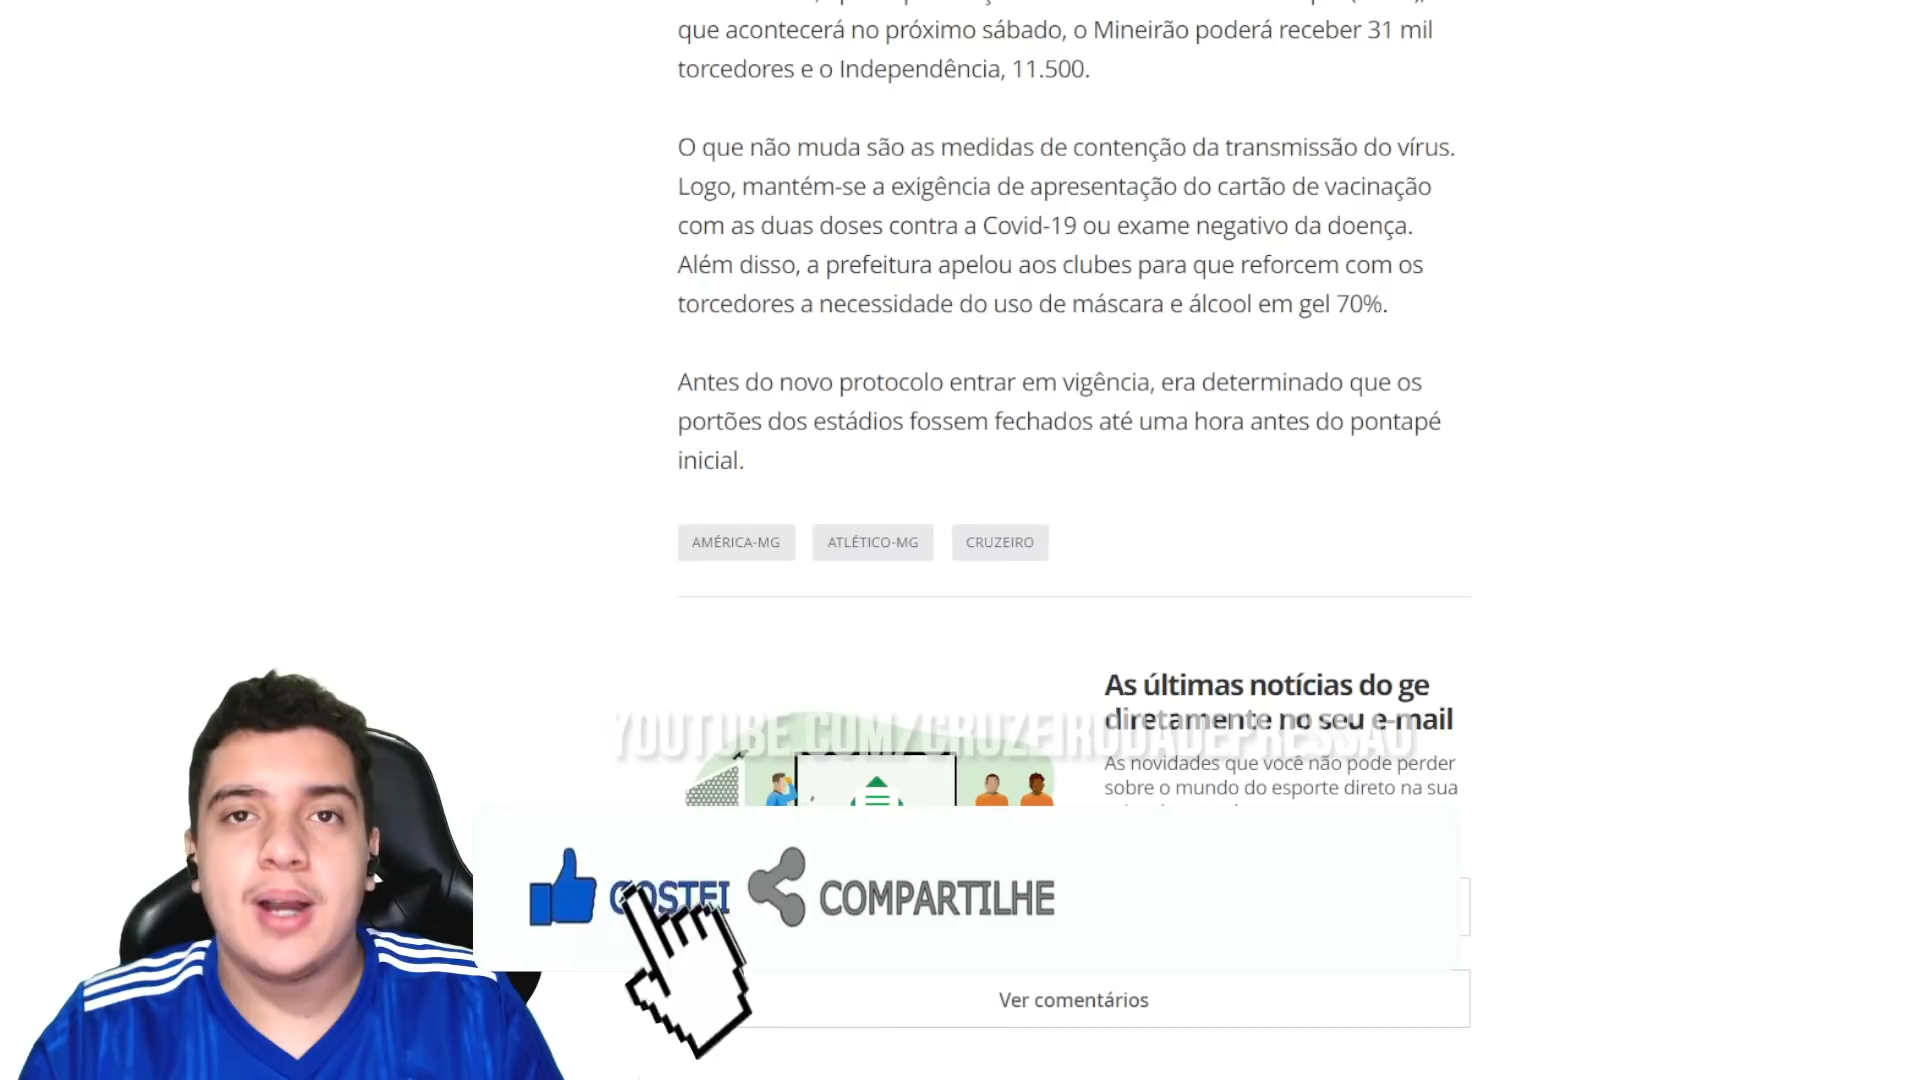 que acontecerá no próximo sábado, o Mineirão poderá receber 31 mil
torcedores e o Independência, 11.500.
O que não muda são as medidas de contenção da transmissão do vírus.
Logo, mantém-se a exigência de apresentação do cartão de vacinação
com as duas doses contra a Covid-19 ou exame negativo da doença.
Além disso, a prefeitura apelou aos clubes para que reforcem com os
torcedores a necessidade do uso de máscara e álcool em gel 70%.
Antes do novo protocolo entrar em vigência, era determinado que os
portões dos estádios fossem fechados até uma hora antes do pontapé
inicial.
AMÉRICA-MG ATLÉTICO-MG CRUZEIRO
As últimas notícias do ge
diretamente no seu e-mail
YOUTUBE.COM/CRUZEIRODADEPRESSAO
As novidades que você não pode perder
sobre o mundo do esporte direto na sua
GOSTEI COMPARTILHE
Ver comentários